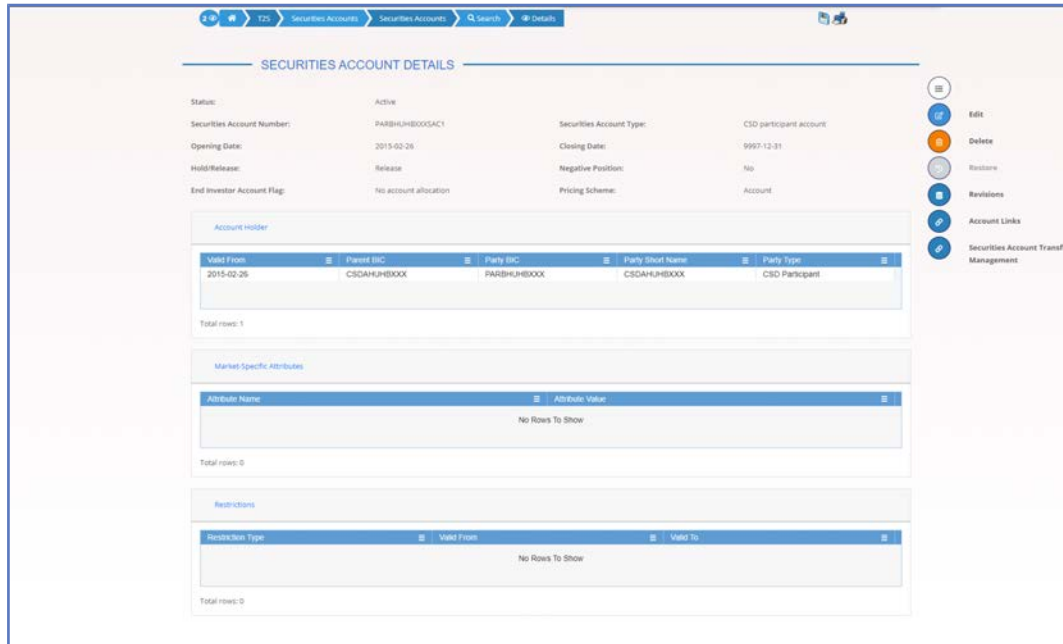 2 T2S Securities Accounts Securities Accounts Search Details
SECURITIES ACCOUNT DETAILS
Status: Active
Securities Account Number: PARBHUHBXXXSAC1 Securities Account Type: CSD participant account
Opening Date: 2015-02-26 Closing Date: 9997-12-31
Hold/Release: Release Negative Position: No
End Investor Account Flag: No account allocation Pricing Scheme: Account
Account Holder
Valid From Parent BIC Party BIC Party Short Name Party Type
2015-02-26 CSDAHUHBXXX PARBHUHBXXX CSDAHUHBXXX CSD Participant
Total rows: 1
Market-Specific Attributes
Attribute Name Attribute Value
No Rows To Show
Total rows: 0
Restrictions
Restriction Type Valid From Valid To
No Rows To Show
Total rows: 0
Edit
Delete
Restore
Revisions
Account Links
Securities Account Transf
Management